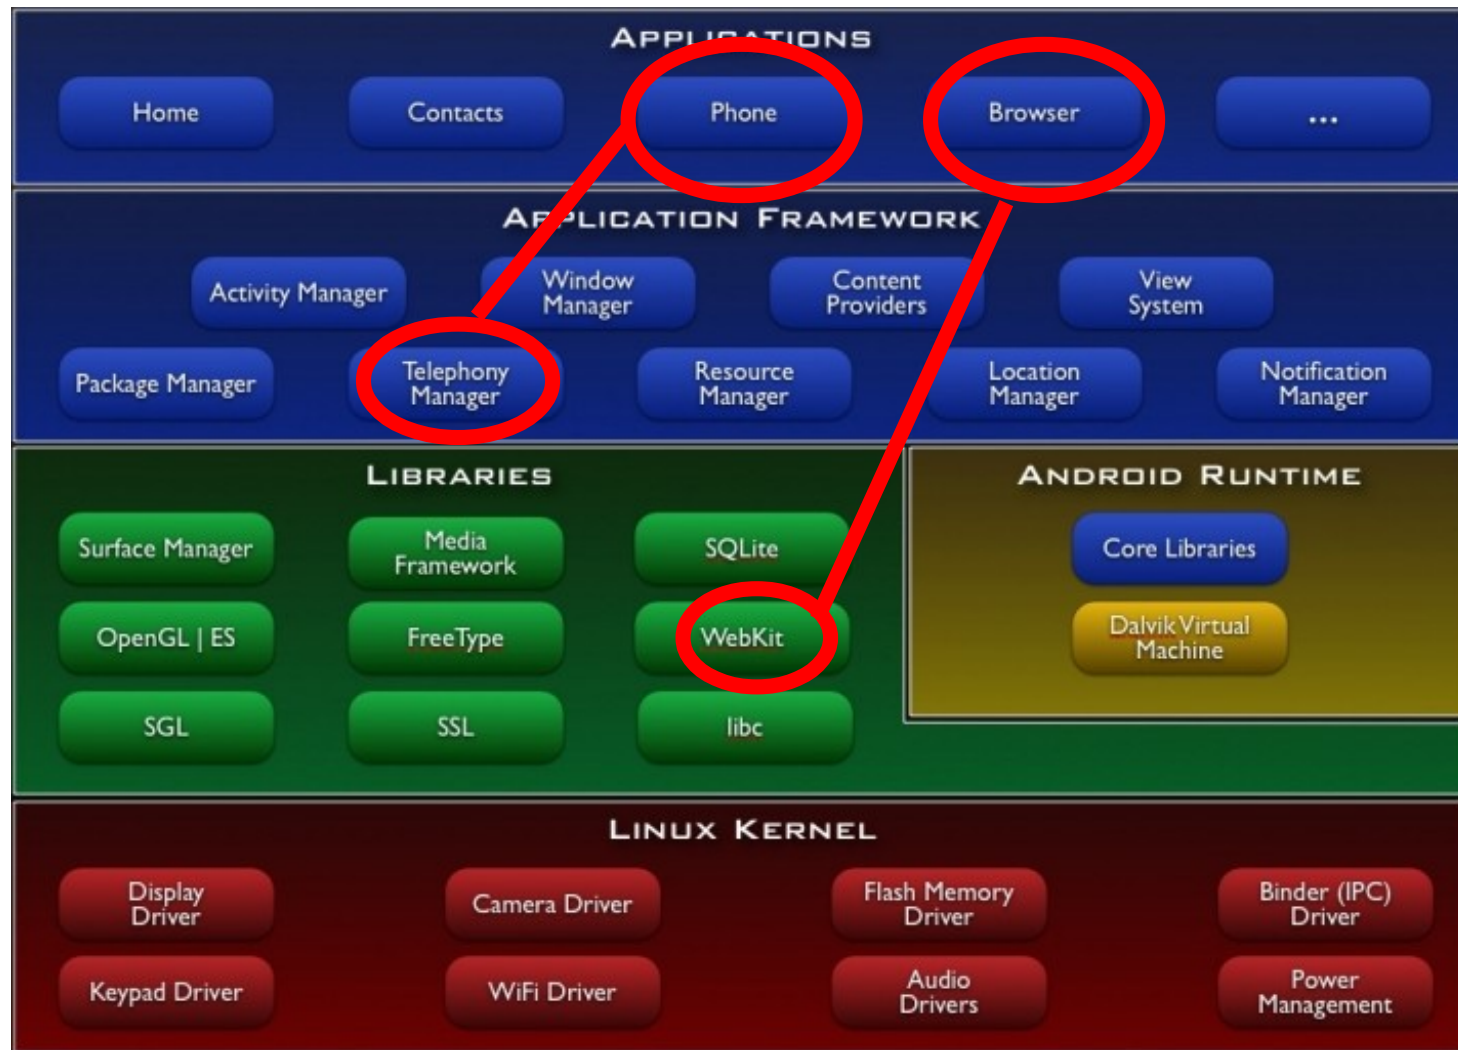 APPLICATIONS
Home
Contacts
Phone
Browser
...
APPLICATION FRAMEWORK
Activity Manager
Window
Manager
Content
Providers
View
System
Package Manager
Telephony
Manager
Resource
Manager
Location
Manager
Notification
Manager
LIBRARIES
Surface Manager
Media
Framework
SQLite
OpenGL | ES
FreeType
WebKit
SGL
SSL
libc
ANDROID RUNTIME
Core Libraries
Dalvik Virtual
Machine
LINUX KERNEL
Display
Driver
Camera Driver
Flash Memory
Driver
Binder (IPC)
Driver
Keypad Driver
WiFi Driver
Audio
Drivers
Power
Management